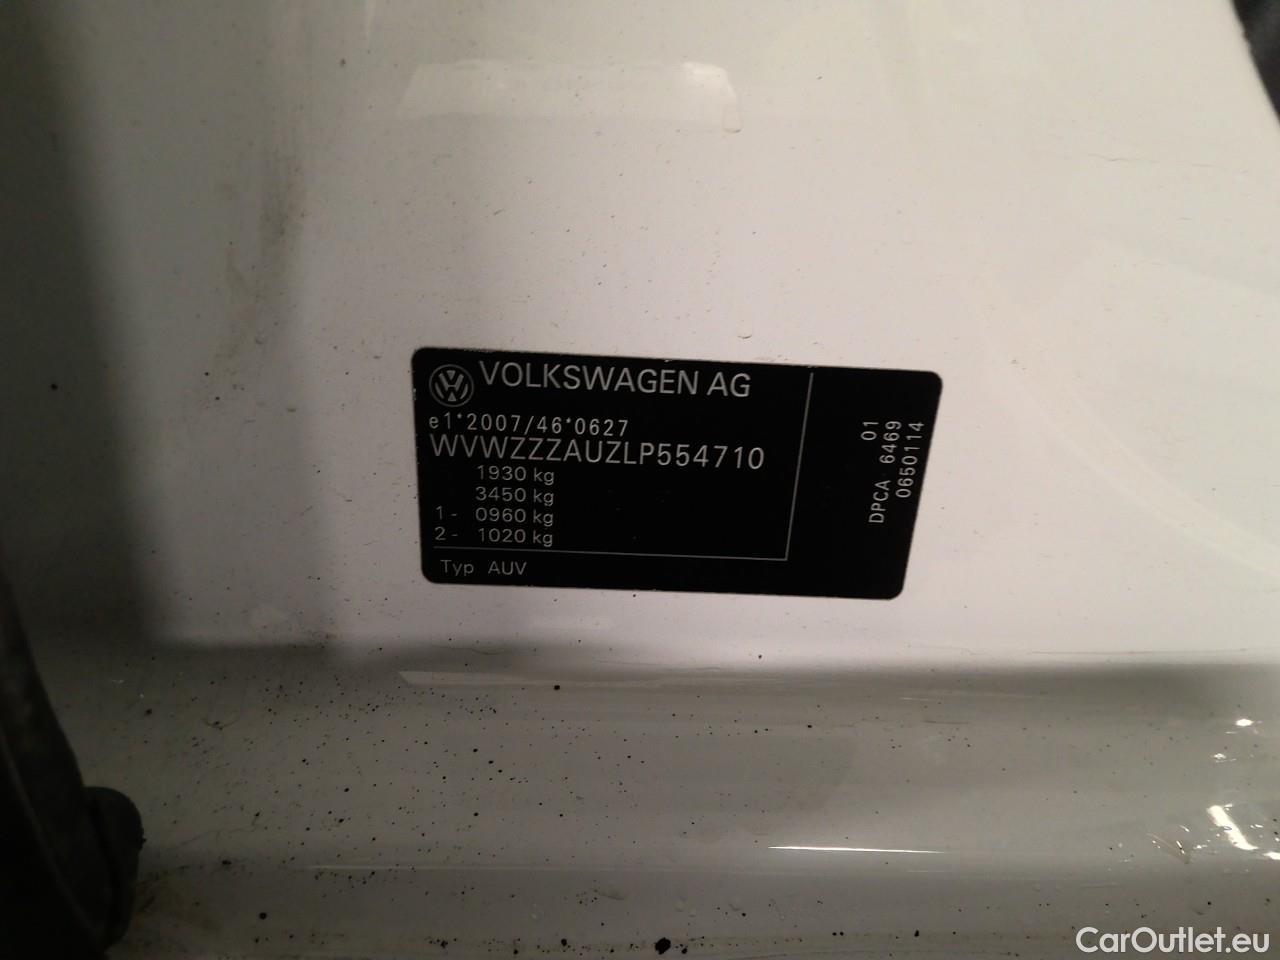 VOLKSWAGEN AG
e1*2007/46*0627
WVWZZZAUZLP554710
1930 kg
3450 kg
1- 0960 kg
2- 1020 kg
Typ AUV
01
DPCA 6469
0650114
CarOutlet.eu